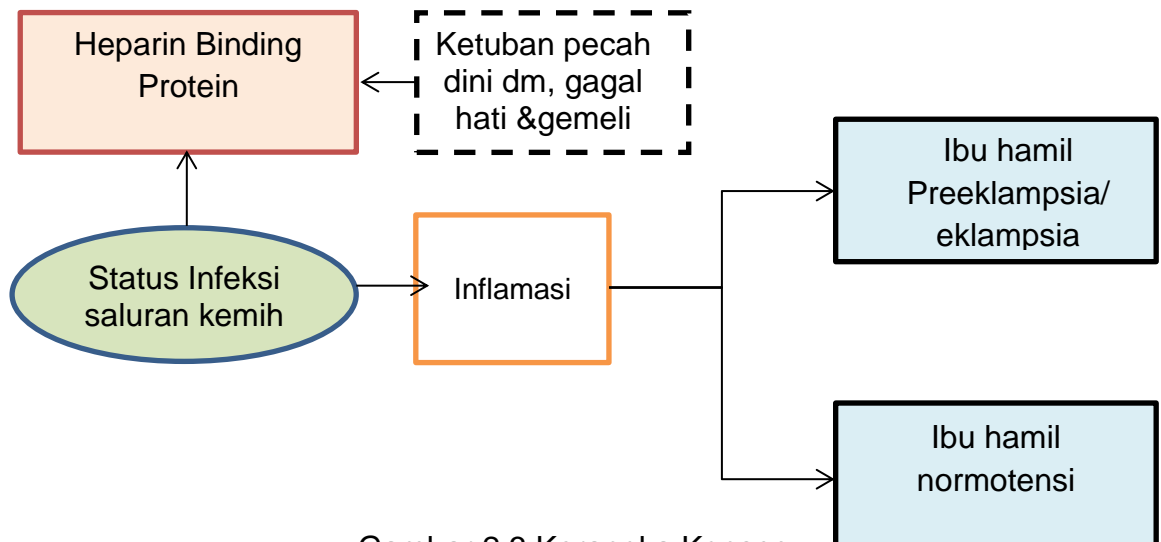 Heparin Binding
Protein
Ketuban pecah
dini dm, gagal
hati &gemeli
Ibu hamil
Preeklampsia/
eklampsia
Status Infeksi
saluran kemih
Inflamasi
Ibu hamil
normotensi